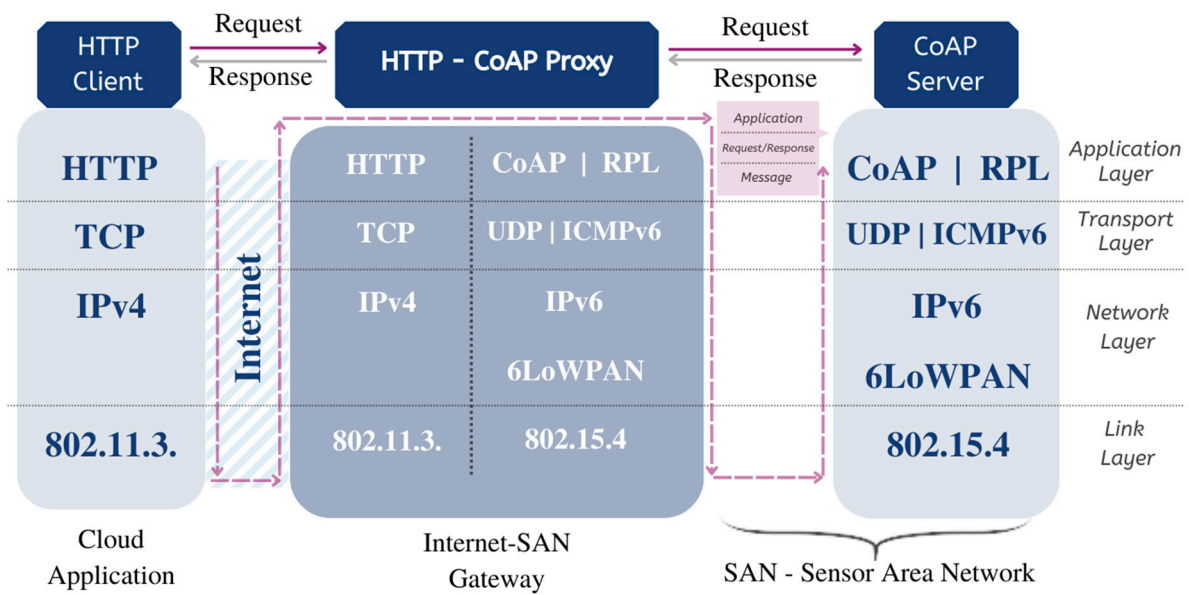 HTTP
Client
Request
Response
HTTP - CoAP Proxy
Request
Response
CoAP
Server
Application
Request/Response
Message
HTTP
HTTP
CoAP | RPL
CoAP | RPL
Application
Layer
TCP
TCP
UDP | ICMPv6
UDP | ICMPv6
Transport
Layer
Internet
IPv4
IPv4
IPv6
IPv6
Network
Layer
6LoWPAN
6LoWPAN
802.11.3.
802.11.3.
802.15.4
802.15.4
Link
Layer
Cloud
Application
Internet-SAN
Gateway
SAN - Sensor Area Network